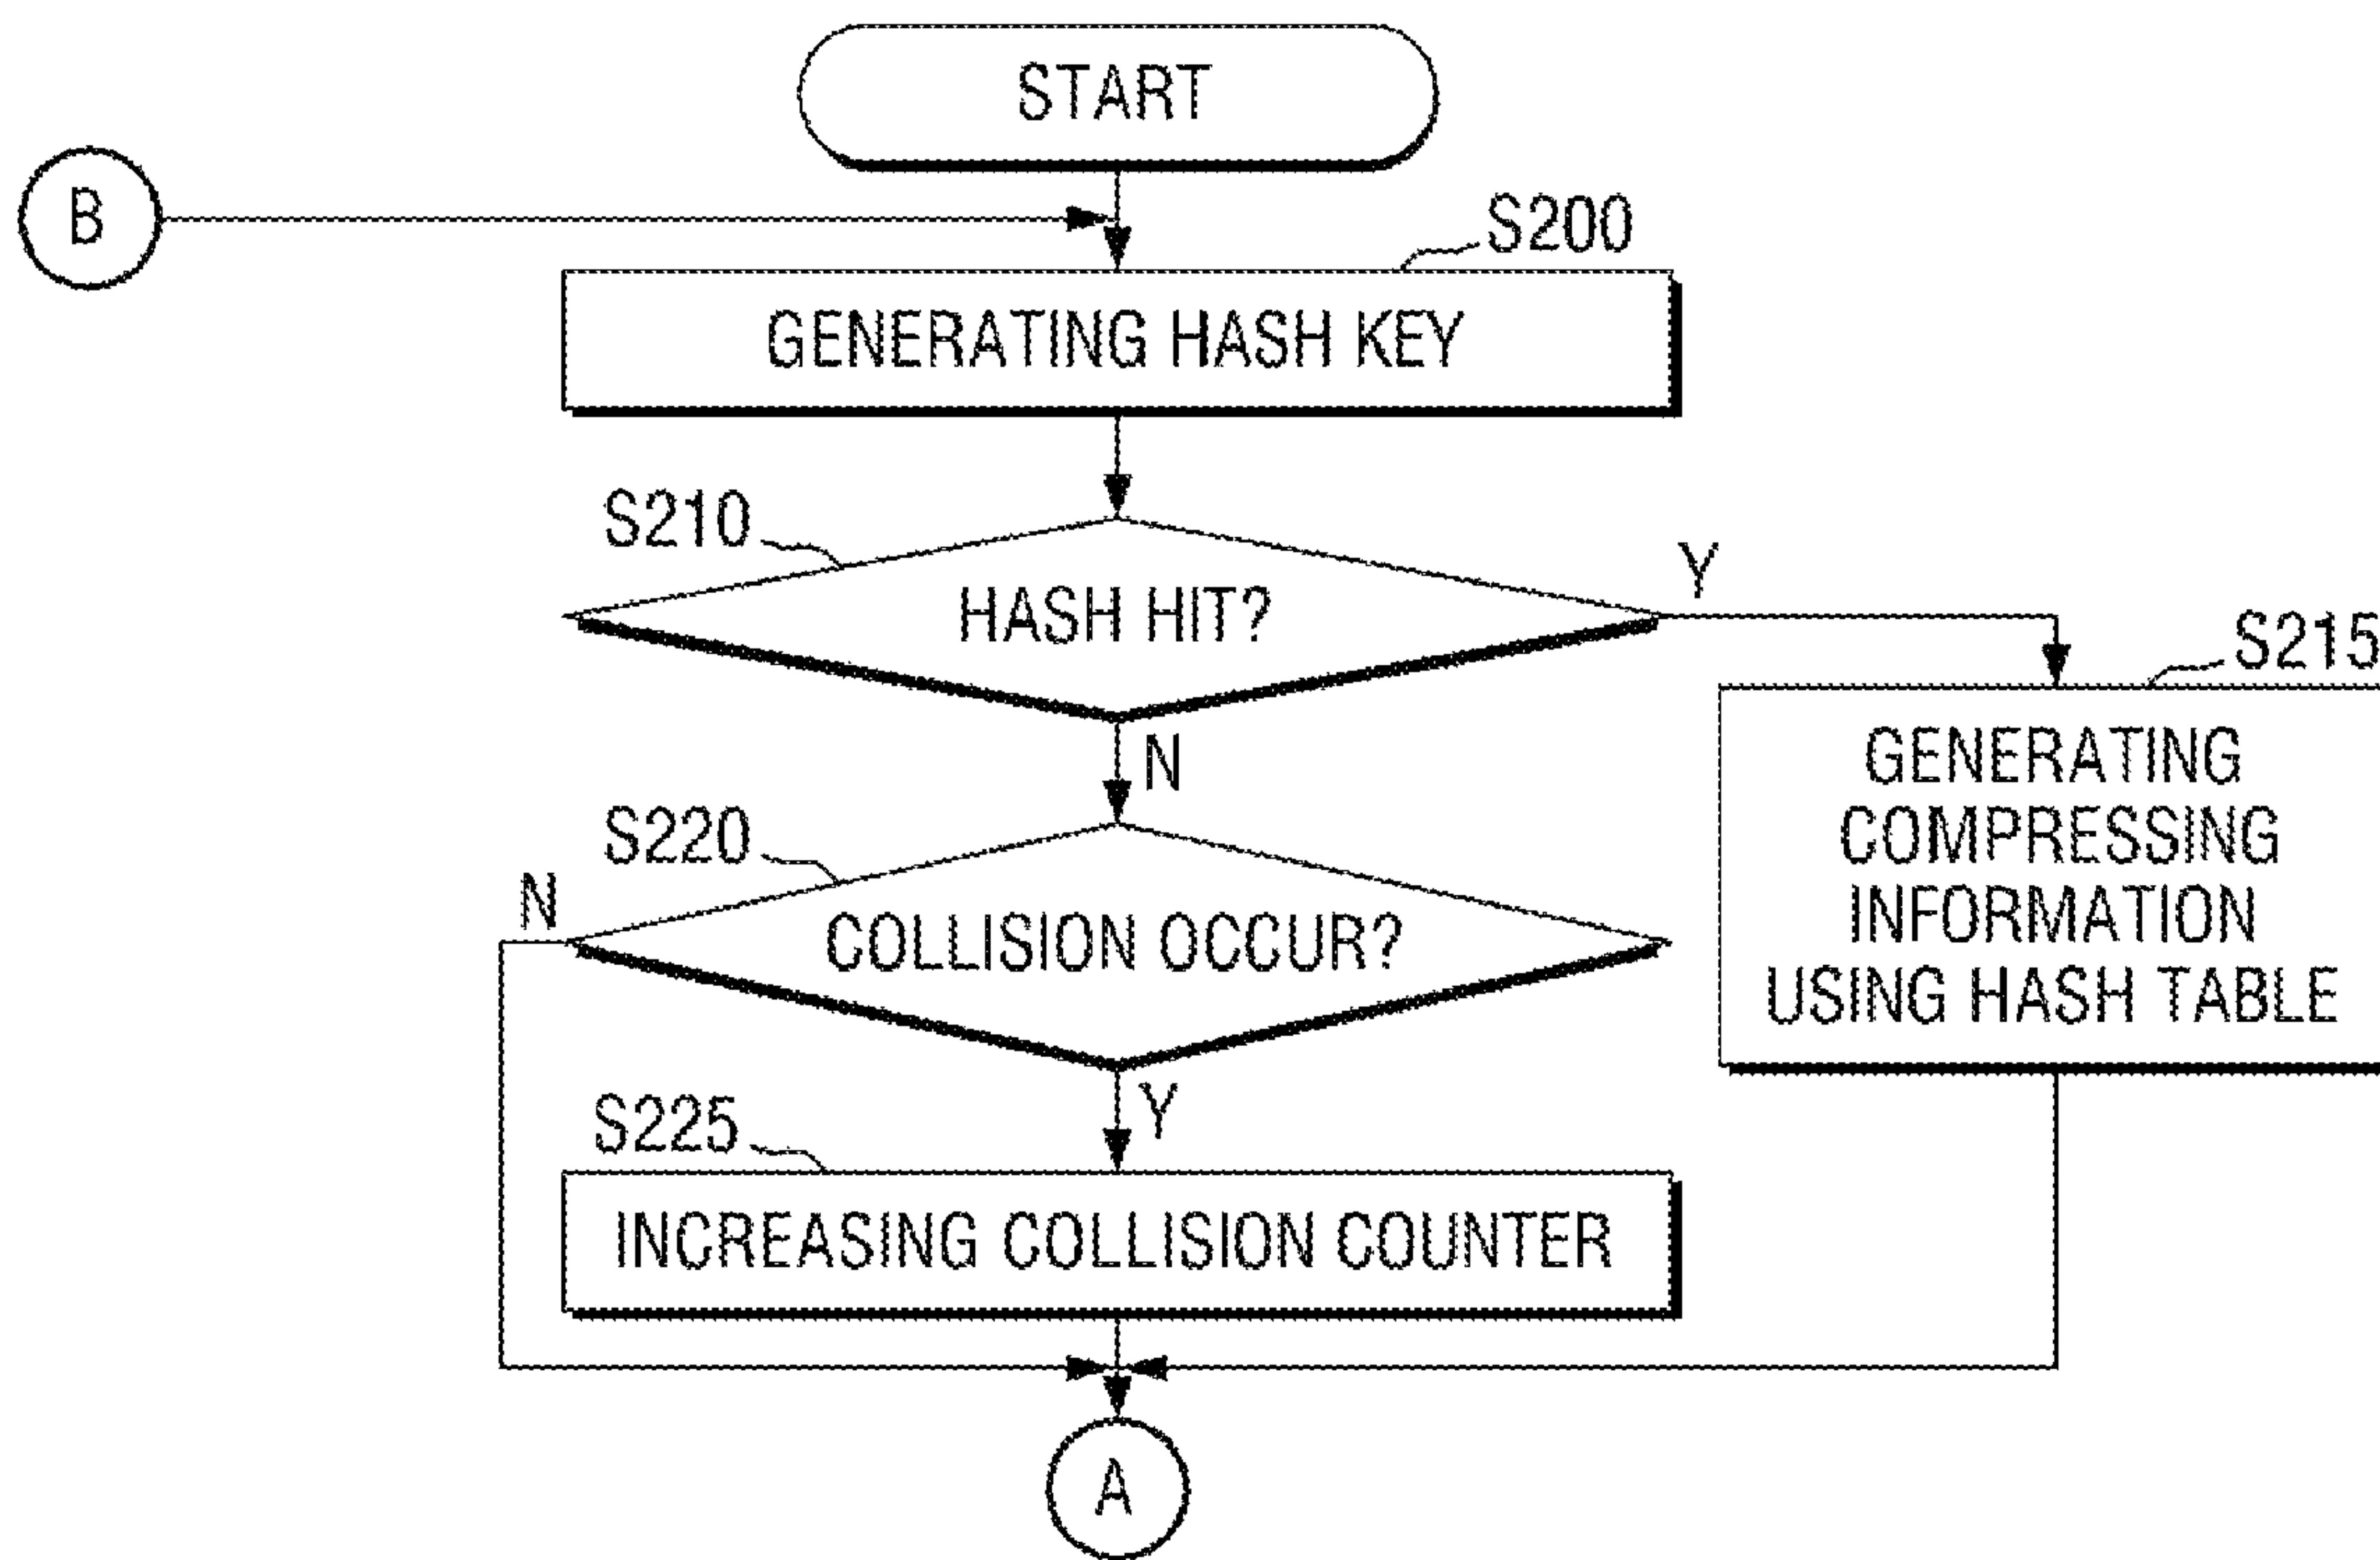 START
B
S200
GENERATING HASH KEY
S210
HASH HIT?
Y
S215
GENERATING
COMPRESSING
INFORMATION
USING HASH TABLE
N
S220
N
COLLISION OCCUR?
Y
S225
INCREASING COLLISION COUNTER
A